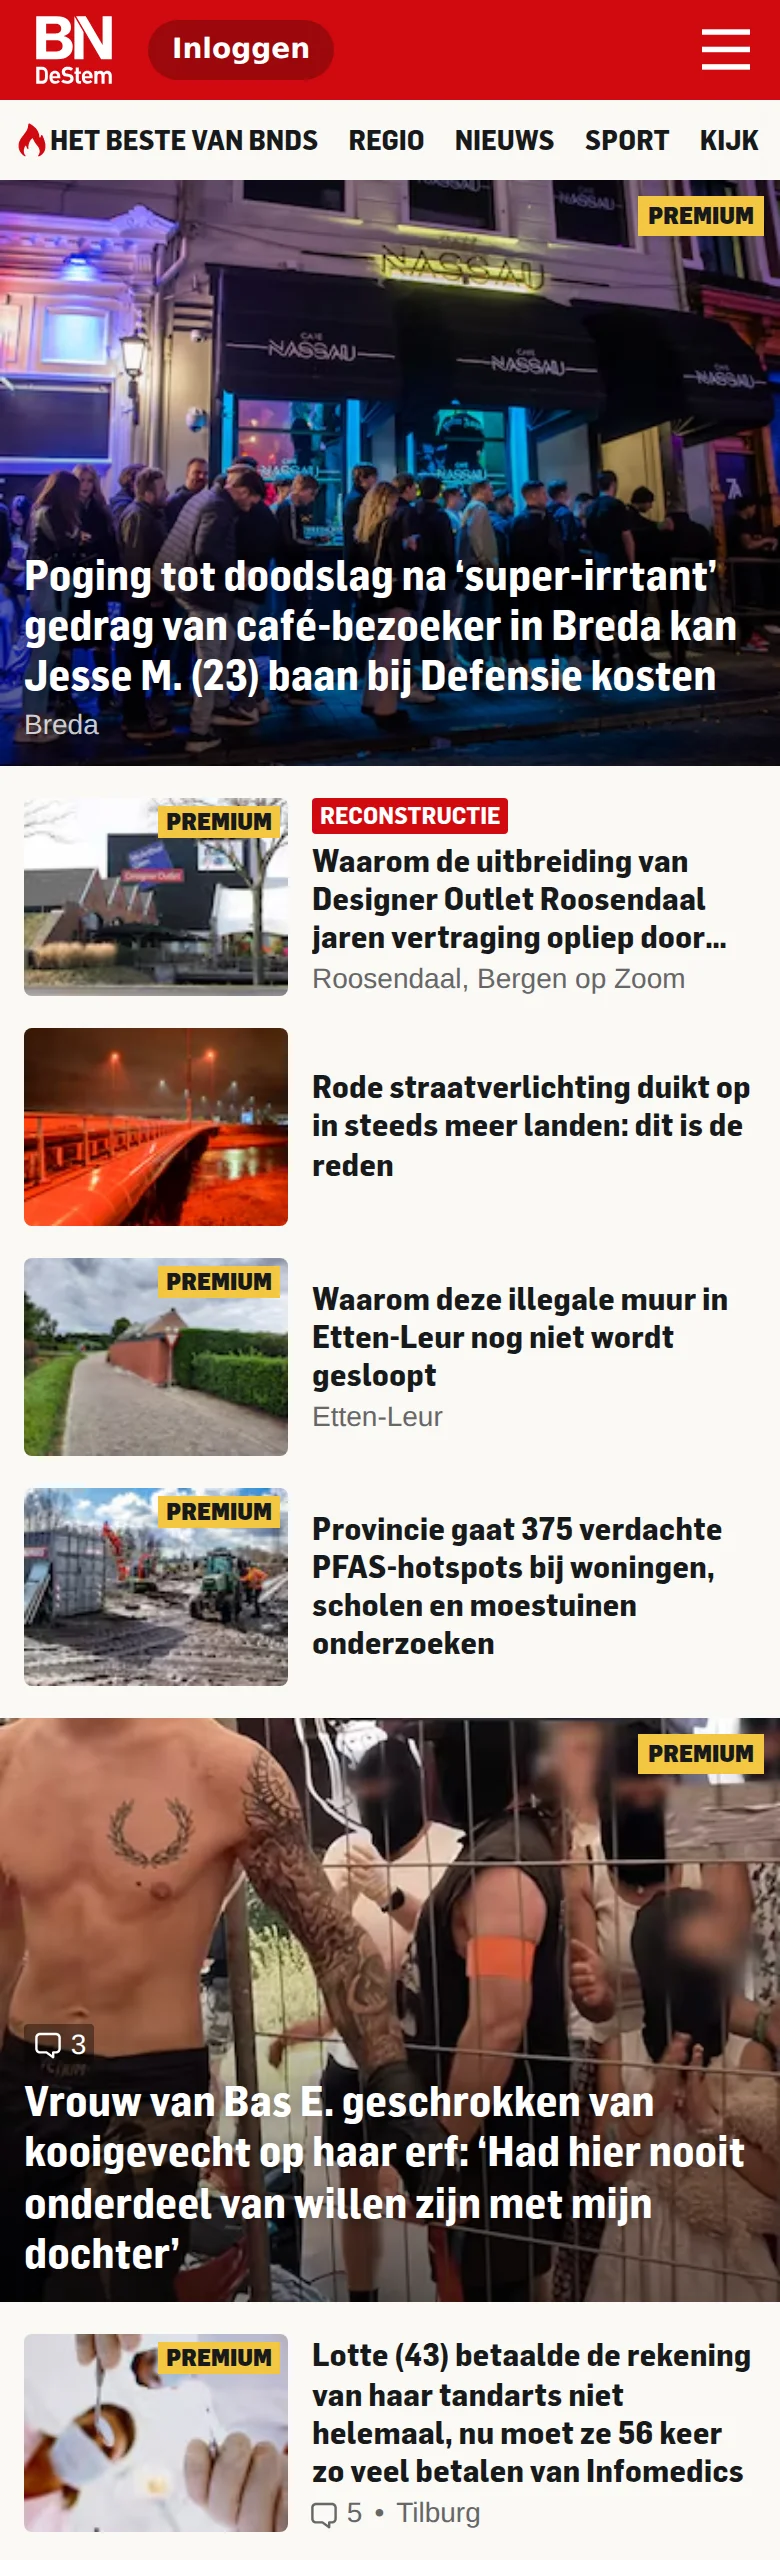 BN
DeStem
Inloggen
HET BESTE VAN BNDS REGIO NIEUWS SPORT KIJK
PREMIUM
NASSAU
CAFÉ
NASSAU
CAFÉ
NASSAU
CAFÉ
NASSAU
Poging tot doodslag na ‘super-irrtant’
gedrag van café-bezoeker in Breda kan
Jesse M. (23) baan bij Defensie kosten
Breda
PREMIUM
Designer Outlet
RECONSTRUCTIE
Waarom de uitbreiding van
Designer Outlet Roosendaal
jaren vertraging opliep door...
Roosendaal, Bergen op Zoom
Rode straatverlichting duikt op
in steeds meer landen: dit is de
reden
PREMIUM
Waarom deze illegale muur in
Etten-Leur nog niet wordt
gesloopt
Etten-Leur
PREMIUM
Provincie gaat 375 verdachte
PFAS-hotspots bij woningen,
scholen en moestuinen
onderzoeken
PREMIUM
3
Vrouw van Bas E. geschrokken van
kooigevecht op haar erf: ‘Had hier nooit
onderdeel van willen zijn met mijn
dochter’
PREMIUM
Lotte (43) betaalde de rekening
van haar tandarts niet
helemaal, nu moet ze 56 keer
zo veel betalen van Infomedics
5 • Tilburg